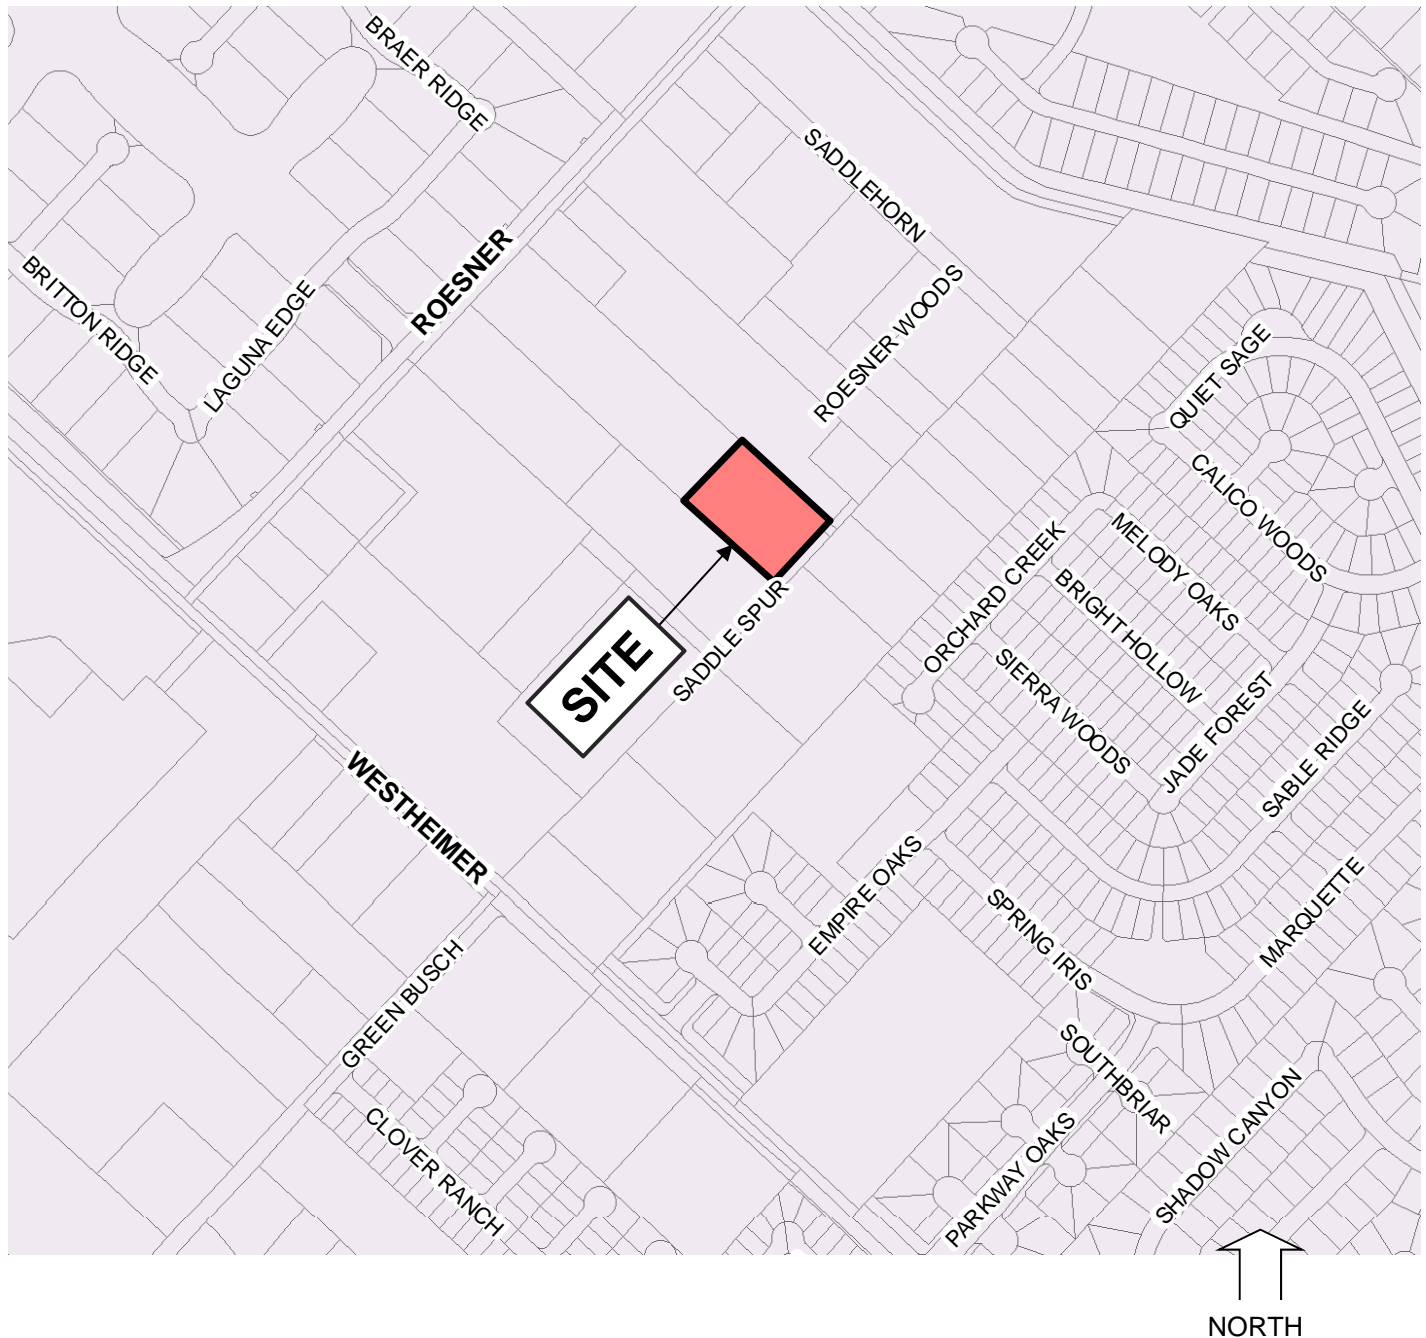 BRAER RIDGE
SADDLEHORN
ROESNER
BRITTON RIDGE
LAGUNA EDGE
ROESNER WOODS
QUIET SAGE
CALICO WOODS
MELODY OAKS
ORCHARD CREEK
BRIGHT HOLLOW
SADDLE SPUR
SITE
SIERRA WOODS
JADE FOREST
SABLE RIDGE
WESTHEIMER
EMPIRE OAKS
SPRING IRIS
MARQUETTE
GREEN BUSCH
SOUTHBRIAR
SHADOW CANYON
CLOVER RANCH
PARKWAY OAKS
NORTH